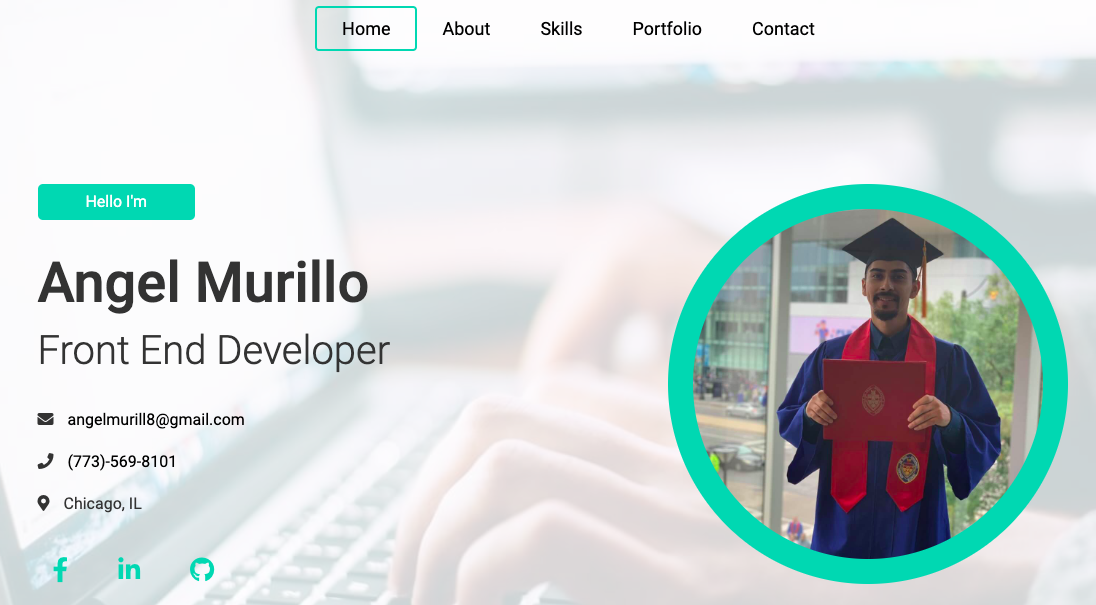 Home About Skills Portfolio Contact
Hello I'm
Angel Murillo
Front End Developer
angelmurill8@gmail.com
(773)-569-8101
Chicago, IL